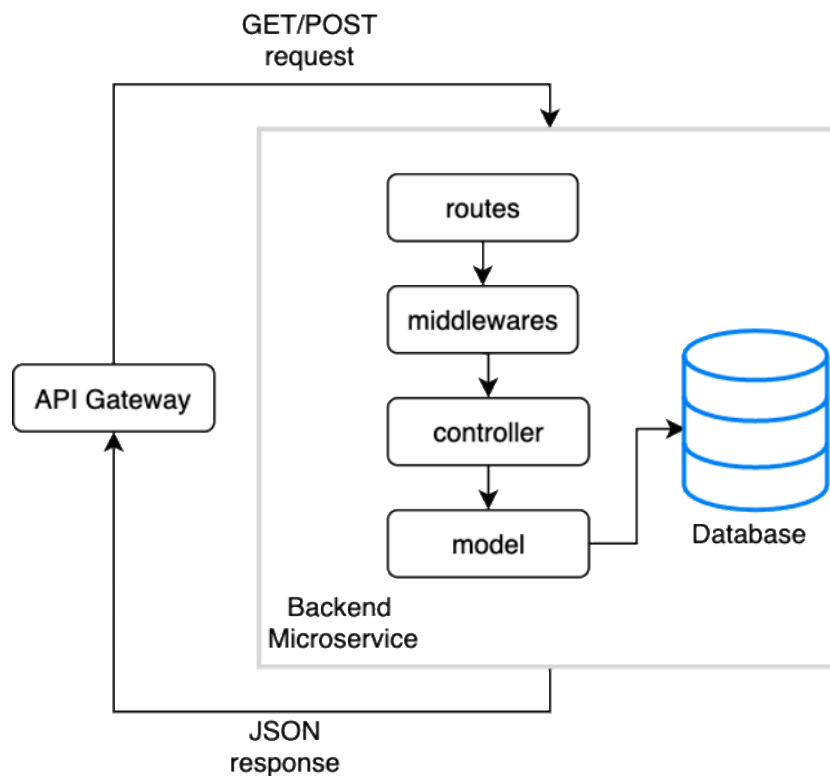 GET/POST
request
routes
middlewares
API Gateway
controller
model
Database
Backend
Microservice
JSON
response